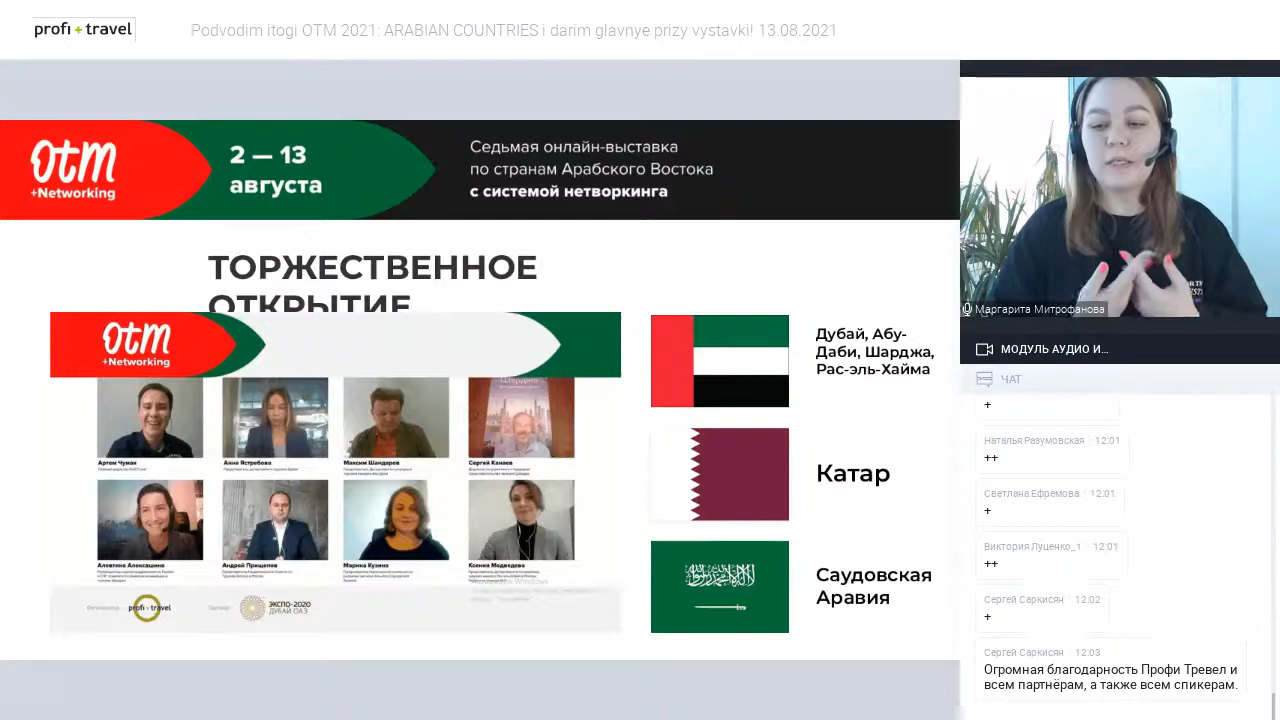 profi+travel
Podvodim itogi OTM 2021: ARABIAN COUNTRIES i darim glavnye prizy vystavki! 13.08.2021
OTM
+Networking
2 — 13
августа
Седьмая онлайн-выставка
по странам Арабского Востока
с системой нетворкинга
ТОРЖЕСТВЕННОЕ
ОТКРЫТИЕ
OTM
+Networking
Артем Чумак
Анна Ястребова
Максим Шандаров
Сергей Канаев
Алевтина Алексашина
Андрей Прищепов
Марина Кузина
Ксения Медведева
profi+travel
ЭКСПО-2020
ДУБАЙ ОАЭ
Дубай, Абу-
Даби, Шарджа,
Рас-эль-Хайма
Катар
Саудовская
Аравия
Маргарита Митрофанова
МОДУЛЬ АУДИО И...
ЧАТ
+
Наталья Разумовская 12:01
++
Светлана Ефремова 12:01
+
Виктория Луценко_1 12:01
++
Сергей Саркисян 12:02
+
Сергей Саркисян 12:03
Огромная благодарность Профи Тревел и
всем партнёрам, а также всем спикерам.